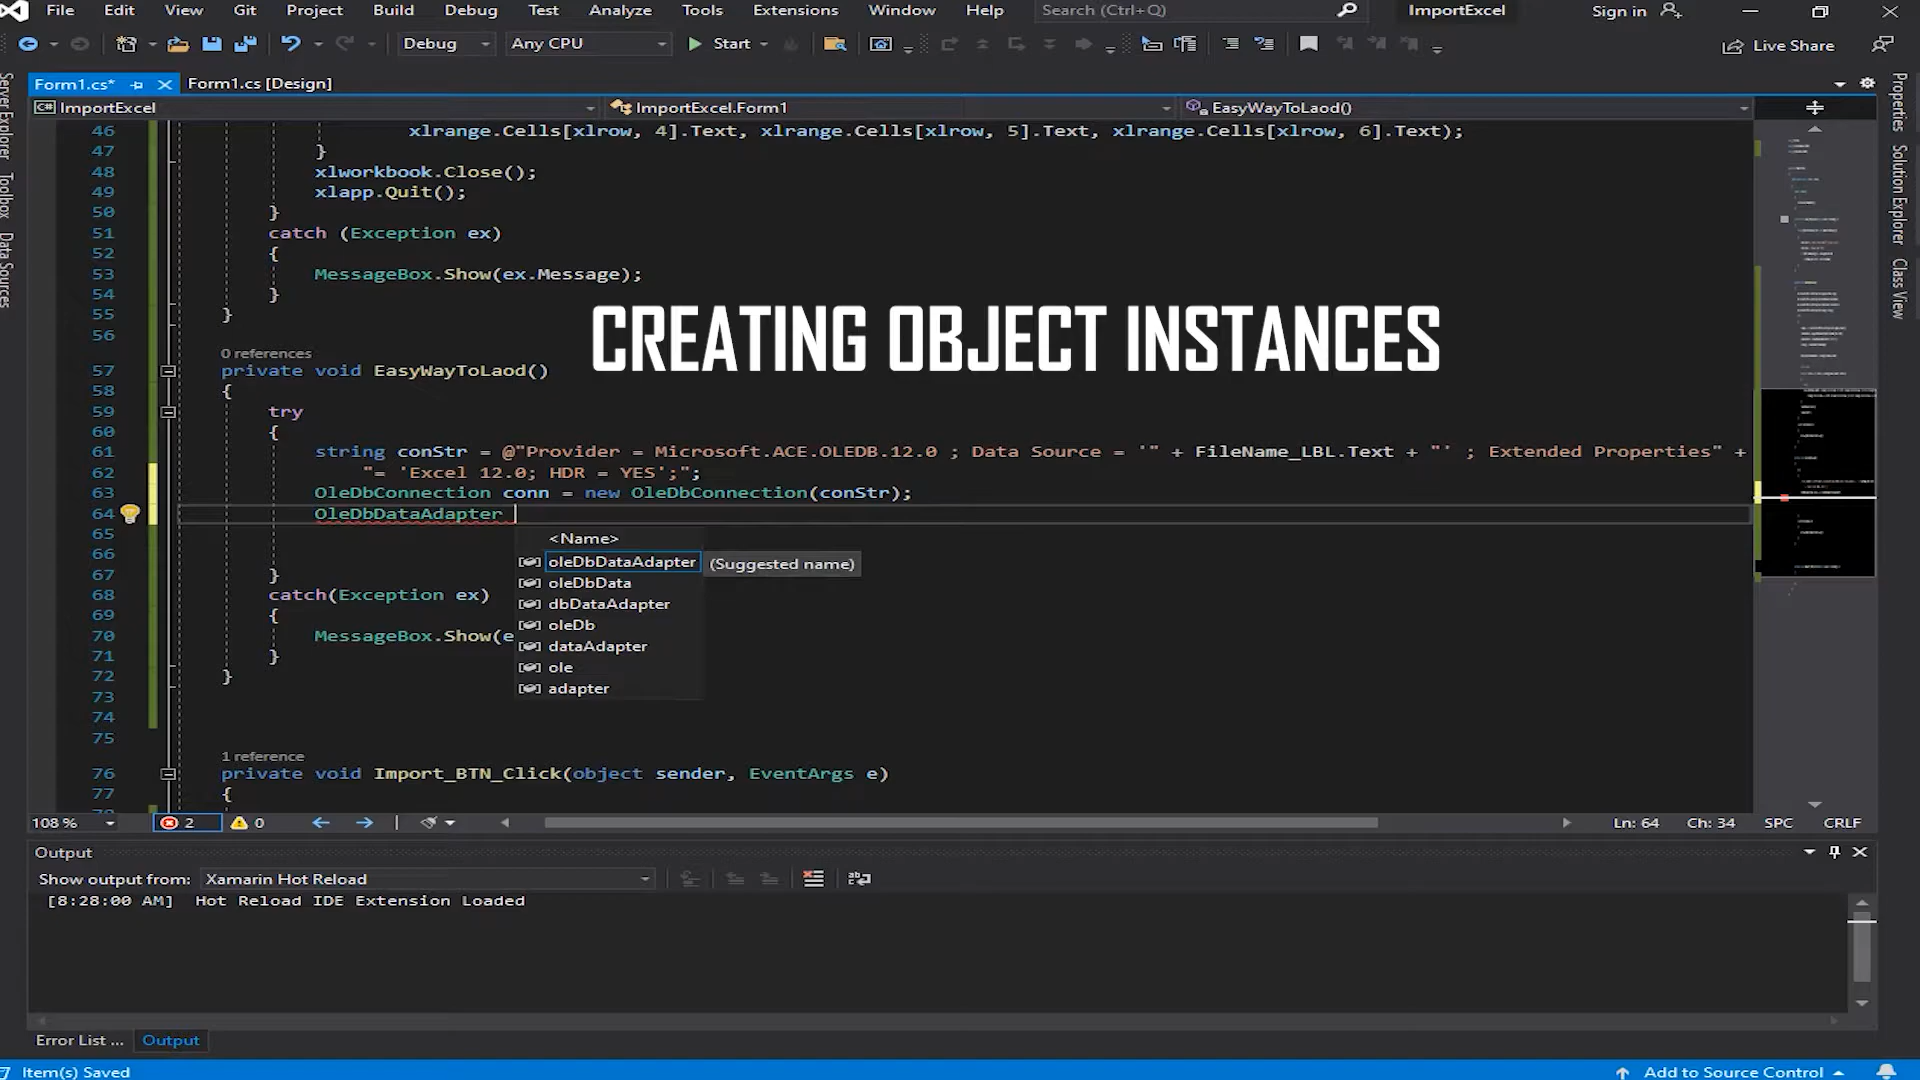 File Edit View Git Project Build Debug Test Analyze Tools Extensions Window Help Search (Ctrl+Q) ImportExcel Sign in
Debug Any CPU Start Live Share
Form1.cs* Form1.cs [Design]
C# ImportExcel ImportExcel.Form1 EasyWayToLaod()
Server Explorer
Toolbox
Data Sources
Properties
Solution Explorer
Class View
46 xlrange.Cells[xlrow, 4].Text, xlrange.Cells[xlrow, 5].Text, xlrange.Cells[xlrow, 6].Text);
47 }
48 xlworkbook.Close();
49 xlapp.Quit();
50 }
51 catch (Exception ex)
52 {
53 MessageBox.Show(ex.Message);
54 }
55 }
56
CREATING OBJECT INSTANCES
0 references
57 private void EasyWayToLaod()
58 {
59 try
60 {
61 string conStr = @"Provider = Microsoft.ACE.OLEDB.12.0 ; Data Source = '" + FileName_LBL.Text + "' ; Extended Properties" +
62 "= 'Excel 12.0; HDR = YES';";
63 OleDbConnection conn = new OleDbConnection(conStr);
64 OleDbDataAdapter
65
66
67 }
68 catch(Exception ex)
69 {
70 MessageBox.Show(e
71 }
72 }
73
74
75
<Name>
oleDbDataAdapter (Suggested name)
oleDbData
dbDataAdapter
oleDb
dataAdapter
ole
adapter
1 reference
76 private void Import_BTN_Click(object sender, EventArgs e)
77 {
108 % 2 0 Ln: 64 Ch: 34 SPC CRLF
Output
Show output from: Xamarin Hot Reload
[8:28:00 AM] Hot Reload IDE Extension Loaded
Error List ... Output
Item(s) Saved Add to Source Control